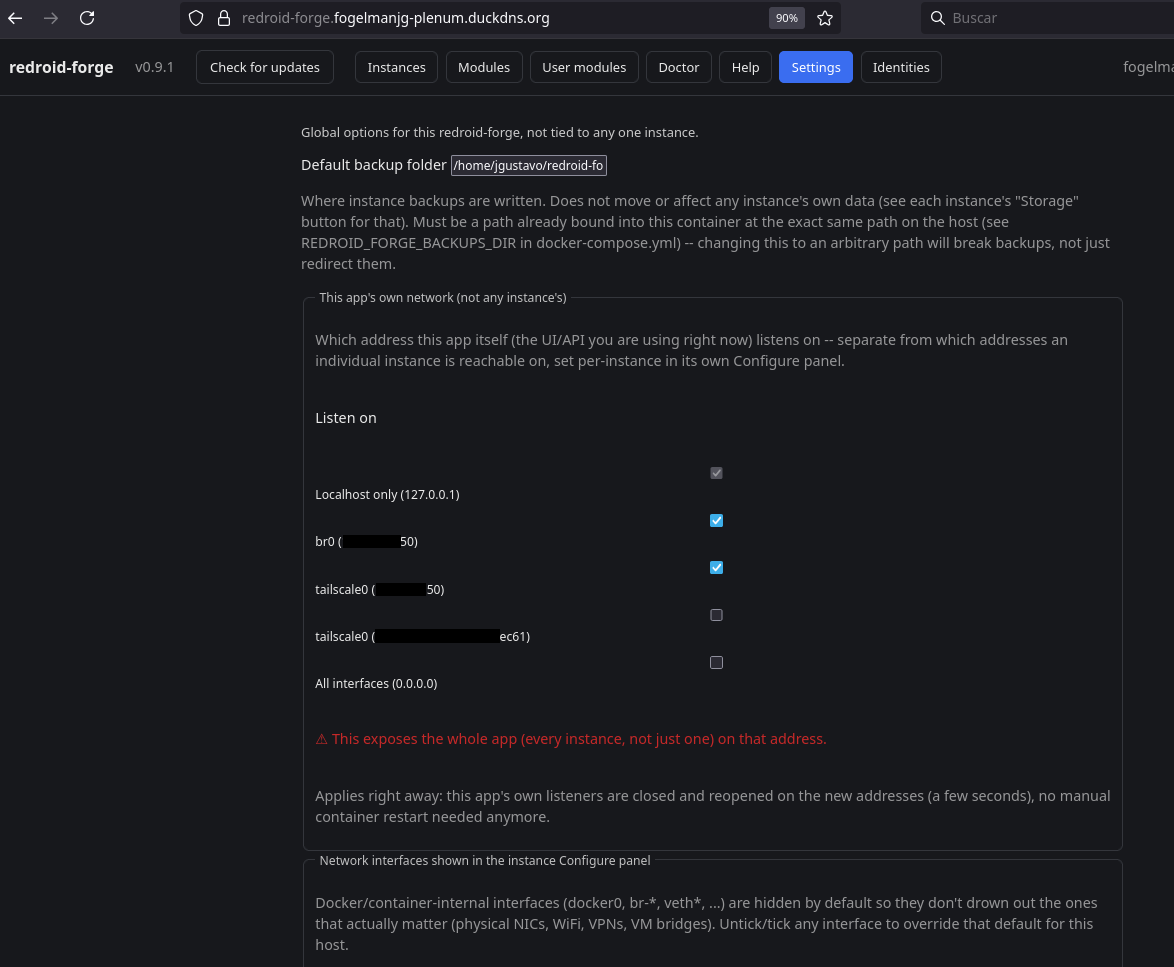 redroid-forge.fogelmanjg-plenum.duckdns.org 90% Buscar
redroid-forge v0.9.1 Check for updates Instances Modules User modules Doctor Help Settings Identities fogelma
Global options for this redroid-forge, not tied to any one instance.
Default backup folder /home/jgustavo/redroid-fo
Where instance backups are written. Does not move or affect any instance's own data (see each instance's "Storage"
button for that). Must be a path already bound into this container at the exact same path on the host (see
REDROID_FORGE_BACKUPS_DIR in docker-compose.yml) -- changing this to an arbitrary path will break backups, not just
redirect them.
This app's own network (not any instance's)
Which address this app itself (the UI/API you are using right now) listens on -- separate from which addresses an
individual instance is reachable on, set per-instance in its own Configure panel.
Listen on
Localhost only (127.0.0.1)
br0 ( 50)
tailscale0 ( 50)
tailscale0 ( ec61)
All interfaces (0.0.0.0)
⚠ This exposes the whole app (every instance, not just one) on that address.
Applies right away: this app's own listeners are closed and reopened on the new addresses (a few seconds), no manual
container restart needed anymore.
Network interfaces shown in the instance Configure panel
Docker/container-internal interfaces (docker0, br-*, veth*, ...) are hidden by default so they don't drown out the ones
that actually matter (physical NICs, WiFi, VPNs, VM bridges). Untick/tick any interface to override that default for this
host.